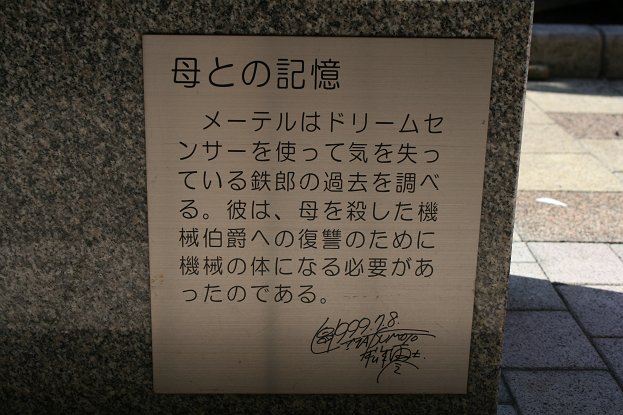 母との記憶
メーテルはドリームセ
ンサーを使って気を失っ
ている鉄郎の過去を調べ
る。彼は、母を殺した機
械伯爵への復讐のために
機械の体になる必要があ
ったのである。
1999.7.8.